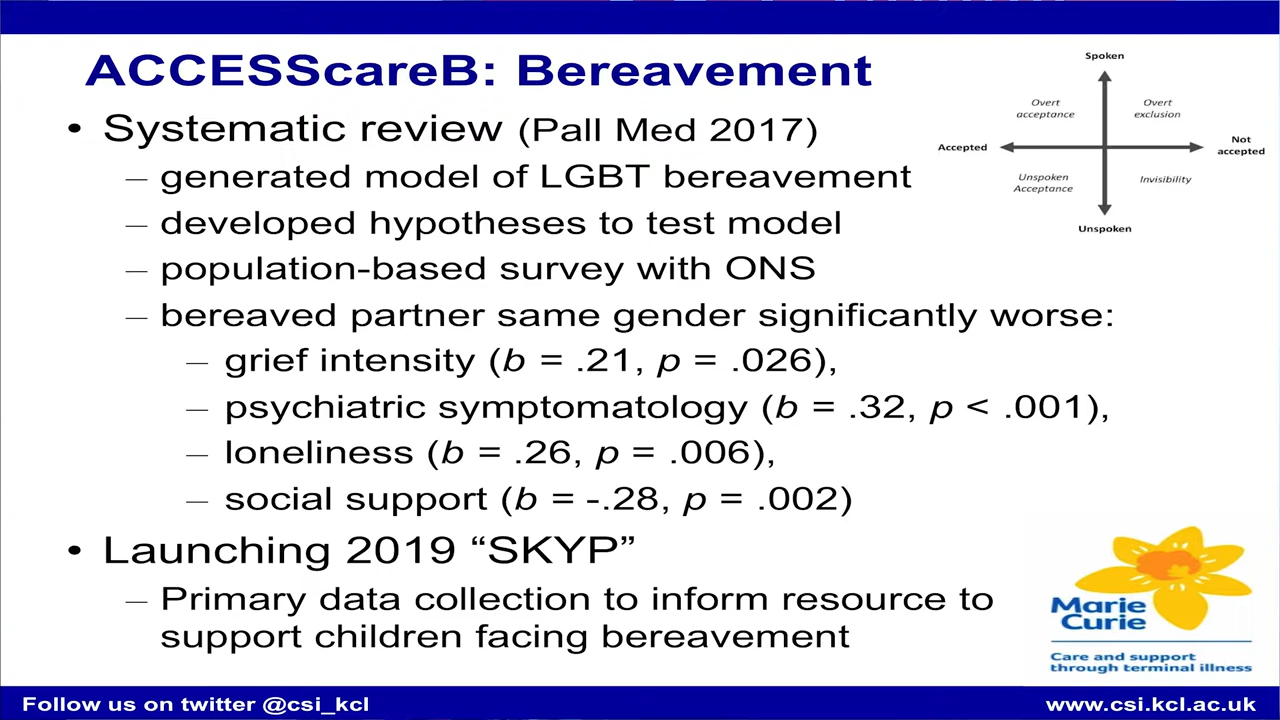 ACCESScareB: Bereavement
• Systematic review (Pall Med 2017)
– generated model of LGBT bereavement
– developed hypotheses to test model
– population-based survey with ONS
– bereaved partner same gender significantly worse:
– grief intensity (b = .21, p = .026),
– psychiatric symptomatology (b = .32, p < .001),
– loneliness (b = .26, p = .006),
– social support (b = -.28, p = .002)
• Launching 2019 “SKYP”
– Primary data collection to inform resource to
support children facing bereavement
Spoken
Overt
acceptance
Overt
exclusion
Accepted
Not
accepted
Unspoken
Acceptance
Invisibility
Unspoken
Marie
Curie
Care and support
through terminal illness
Follow us on twitter @csi_kcl
www.csi.kcl.ac.uk